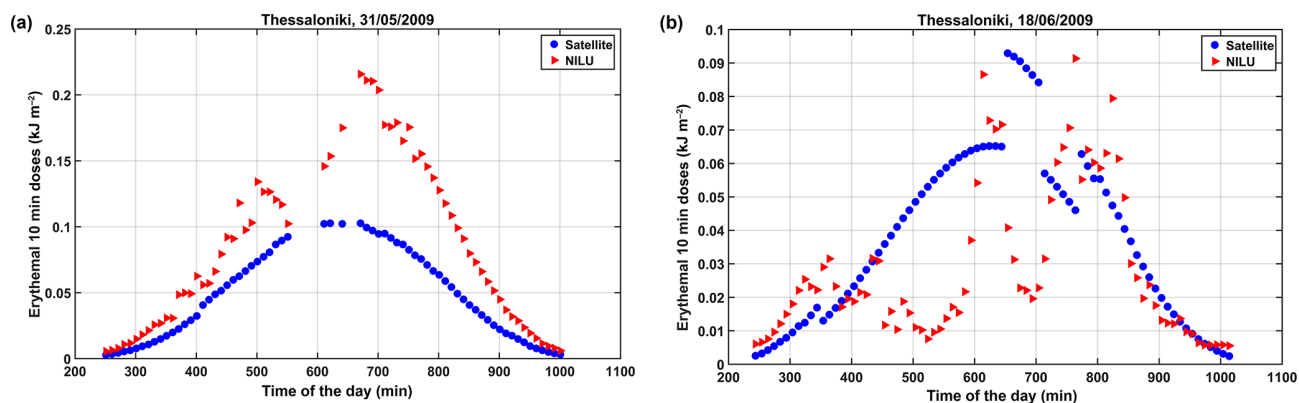 (a)
Thessaloniki, 31/05/2009
Erythemal 10 min doses (kJ m⁻²)
0.25
0.2
0.15
0.1
0.05
0
Satellite
NILU
200 300 400 500 600 700 800 900 1000 1100
Time of the day (min)
(b)
Thessaloniki, 18/06/2009
Erythemal 10 min doses (kJ m⁻²)
0.1
0.09
0.08
0.07
0.06
0.05
0.04
0.03
0.02
0.01
0
Satellite
NILU
200 300 400 500 600 700 800 900 1000 1100
Time of the day (min)